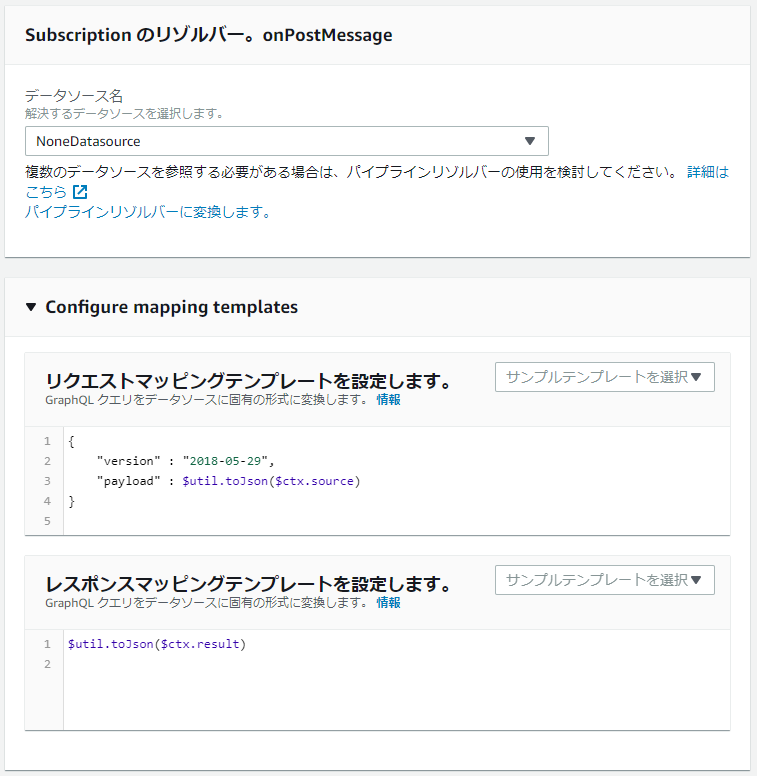 Subscription のリゾルバー。onPostMessage
データソース名
解決するデータソースを選択します。
NoneDatasource
複数のデータソースを参照する必要がある場合は、パイプラインリゾルバーの使用を検討してください。 詳細は
こちら
パイプラインリゾルバーに変換します。
Configure mapping templates
リクエストマッピングテンプレートを設定します。
サンプルテンプレートを選択
GraphQL クエリをデータソースに固有の形式に変換します。 情報
1 {
2 "version" : "2018-05-29",
3 "payload" : $util.toJson($ctx.source)
4 }
5
レスポンスマッピングテンプレートを設定します。
サンプルテンプレートを選択
GraphQL クエリをデータソースに固有の形式に変換します。 情報
1 $util.toJson($ctx.result)
2